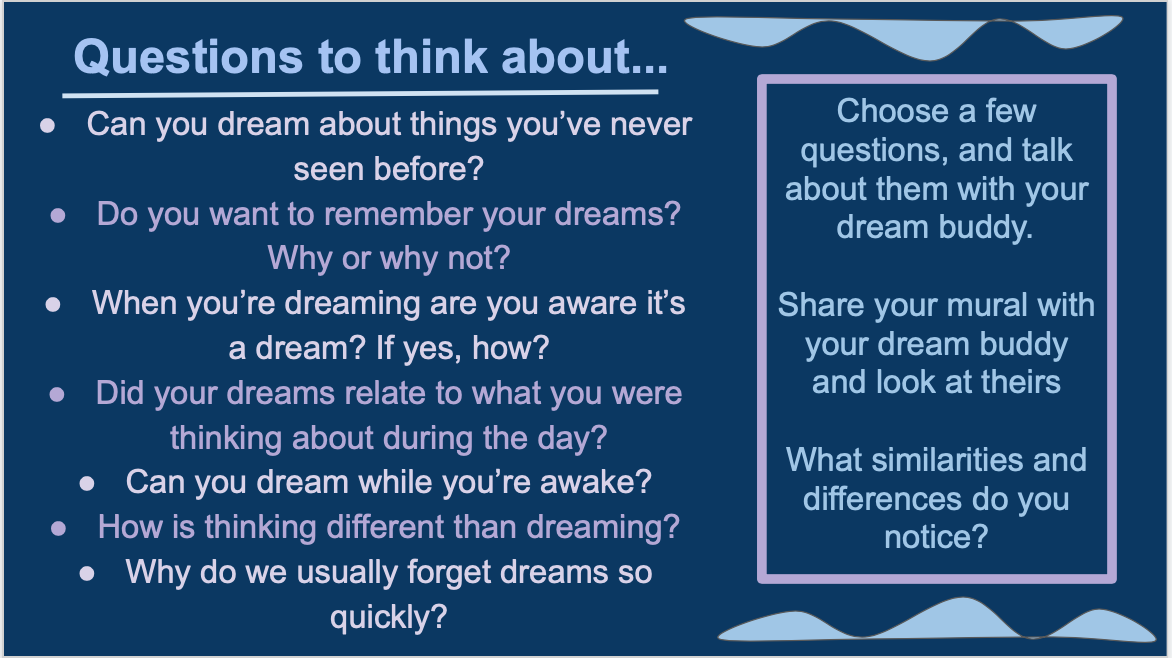 Questions to think about...
● Can you dream about things you’ve never
seen before?
● Do you want to remember your dreams?
Why or why not?
● When you’re dreaming are you aware it’s
a dream? If yes, how?
● Did your dreams relate to what you were
thinking about during the day?
● Can you dream while you’re awake?
● How is thinking different than dreaming?
● Why do we usually forget dreams so
quickly?
Choose a few
questions, and talk
about them with your
dream buddy.
Share your mural with
your dream buddy
and look at theirs
What similarities and
differences do you
notice?